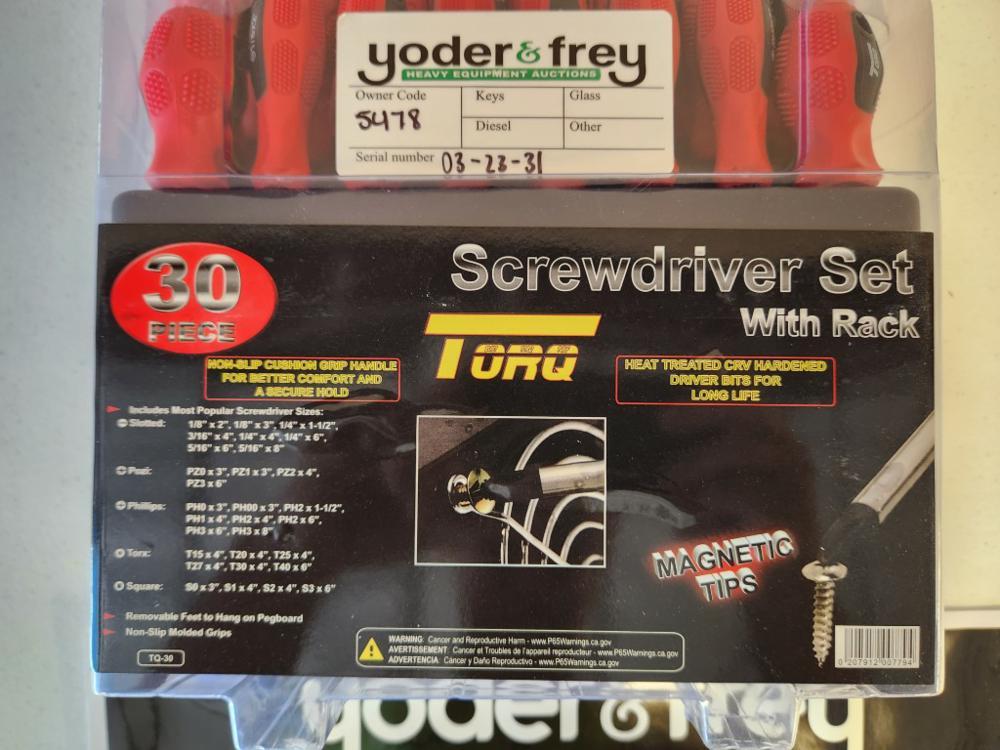 yoder & frey
HEAVY EQUIPMENT AUCTIONS
Owner Code
Keys
Glass
5478
Diesel
Other
Serial number 03-23-31
30
PIECE
Screwdriver Set
With Rack
TORQ
NON-SLIP CUSHION GRIP HANDLE
FOR BETTER COMFORT AND
A SECURE HOLD
HEAT TREATED CRV HARDENED
DRIVER BITS FOR
LONG LIFE
Includes Most Popular Screwdriver Sizes:
Slotted: 1/8" x 2", 1/8" x 3", 1/4" x 1-1/2",
3/16" x 4", 1/4" x 4", 1/4" x 6",
5/16" x 6", 5/16" x 8"
Pozi: PZ0 x 3", PZ1 x 3", PZ2 x 4",
PZ3 x 6"
Phillips: PH0 x 3", PH00 x 3", PH2 x 1-1/2",
PH1 x 4", PH2 x 4", PH2 x 6",
PH3 x 6", PH3 x 8"
Torx: T15 x 4", T20 x 4", T25 x 4",
T27 x 4", T30 x 4", T40 x 6"
Square: S0 x 3", S1 x 4", S2 x 4", S3 x 6"
Removable Feet to Hang on Pegboard
Non-Slip Molded Grips
TQ-30
MAGNETIC
TIPS
WARNING: Cancer and Reproductive Harm - www.P65Warnings.ca.gov
AVERTISSEMENT: Cancer et Troubles de l'appareil reproducteur - www.P65Warnings.ca.gov
ADVERTENCIA: Cáncer y Daño Reproductivo - www.P65Warnings.ca.gov
0 207912 007794
yoder & frey